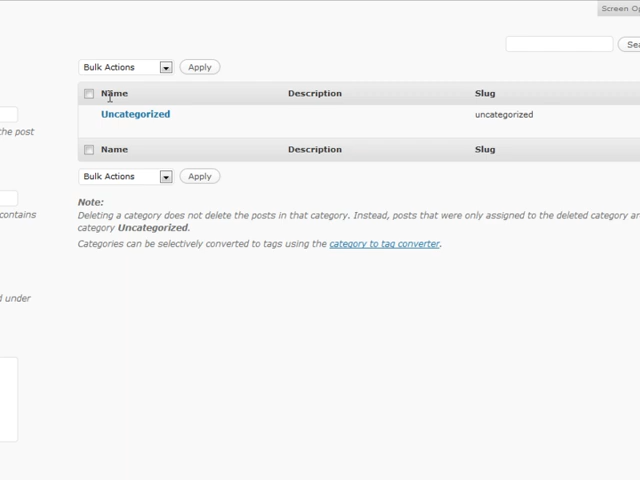 Screen Op
Sea
Bulk Actions Apply
Name Description Slug
the post
Uncategorized uncategorized
Name Description Slug
Bulk Actions Apply
Note:
contains Deleting a category does not delete the posts in that category. Instead, posts that were only assigned to the deleted category ar
category Uncategorized.
Categories can be selectively converted to tags using the category to tag converter.
d under